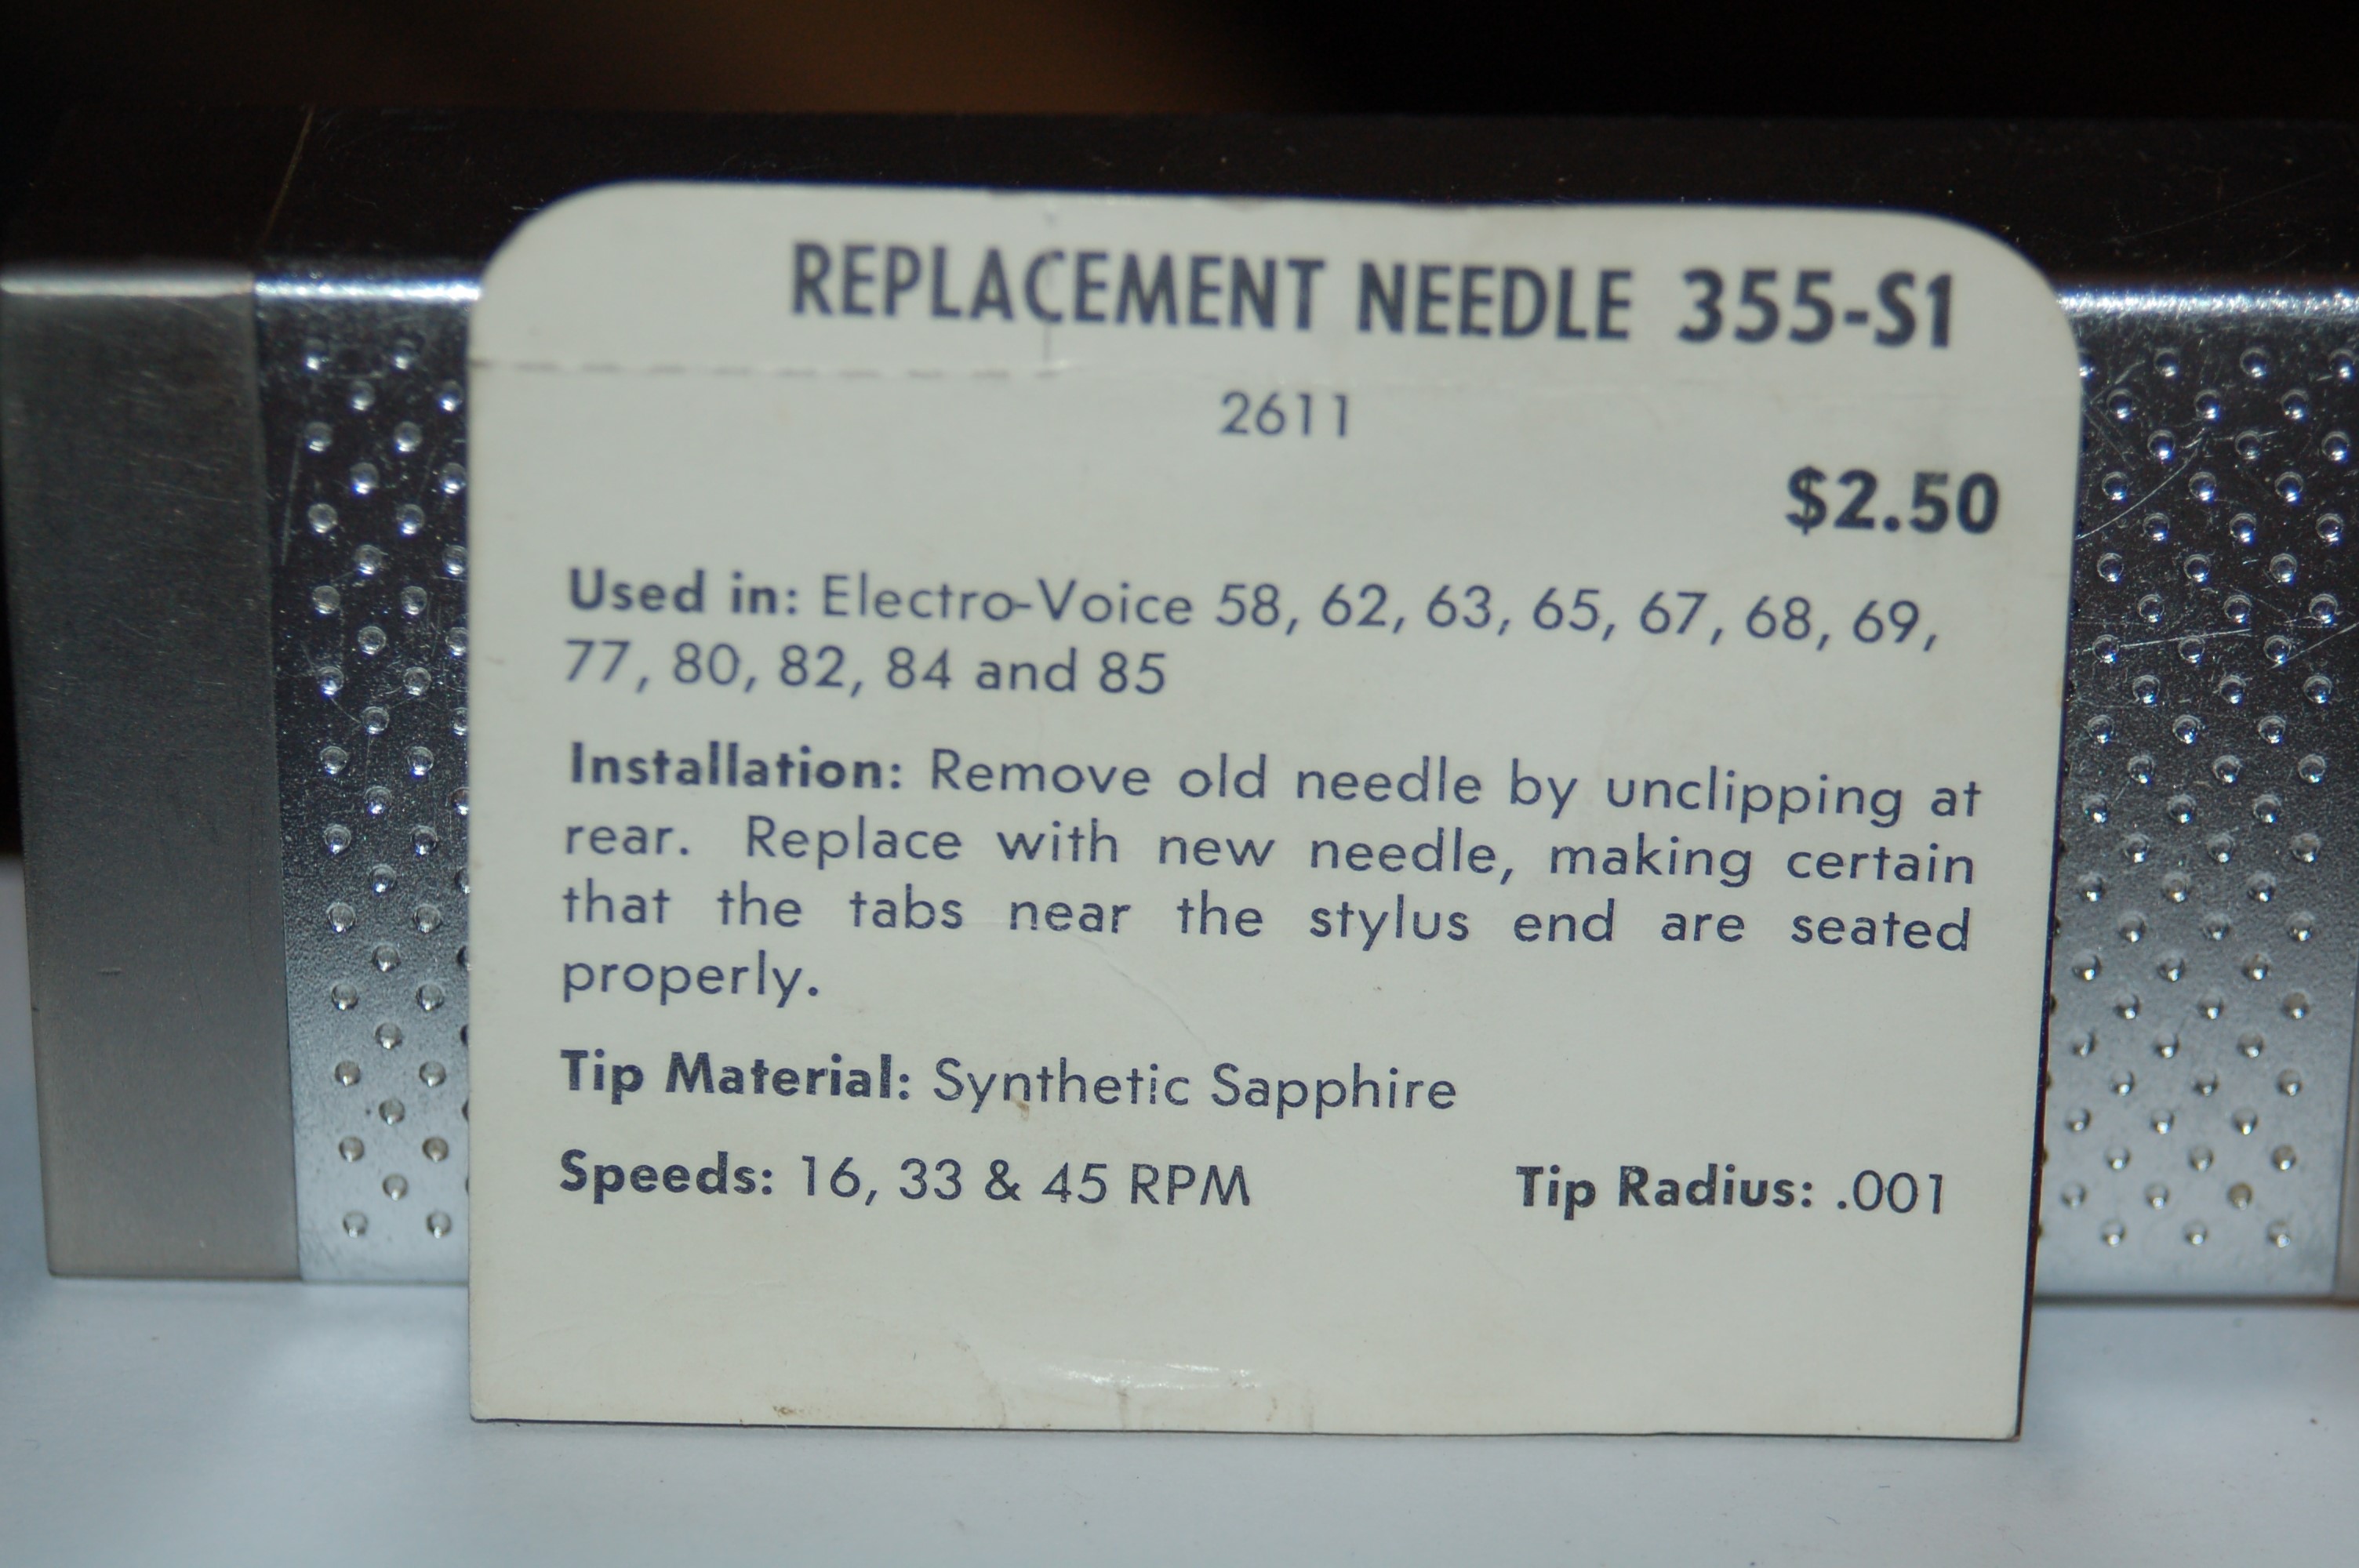 REPLACEMENT NEEDLE 355-S1
2611
$2.50
Used in: Electro-Voice 58, 62, 63, 65, 67, 68, 69,
77, 80, 82, 84 and 85
Installation: Remove old needle by unclipping at
rear. Replace with new needle, making certain
that the tabs near the stylus end are seated
properly.
Tip Material: Synthetic Sapphire
Speeds: 16, 33 & 45 RPM Tip Radius: .001